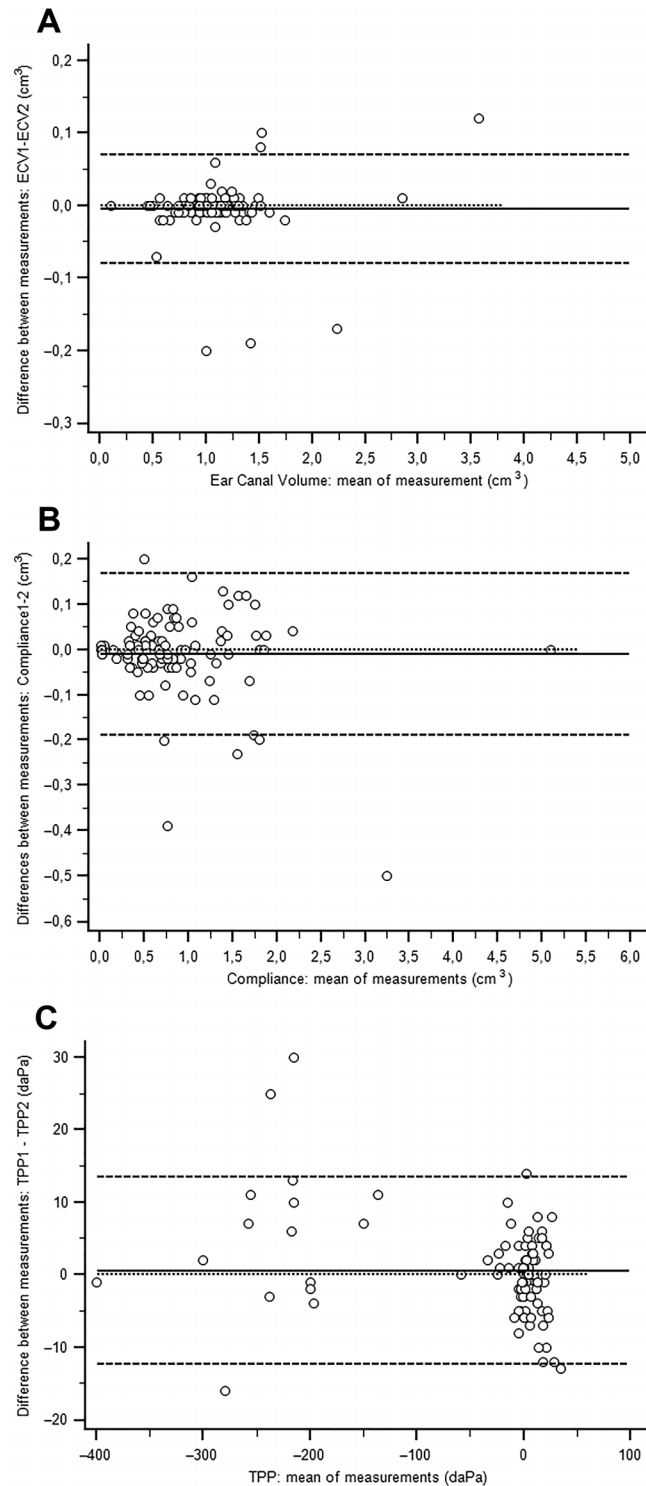 A
Difference between measurements: ECV1-ECV2 (cm³)
0,2
0,1
0,0
–0,1
–0,2
–0,3
0,0 0,5 1,0 1,5 2,0 2,5 3,0 3,5 4,0 4,5 5,0
Ear Canal Volume: mean of measurement (cm³)
B
Differences between measurements: Compliance1-2 (cm³)
0,2
0,1
0,0
–0,1
–0,2
–0,3
–0,4
–0,5
–0,6
0,0 0,5 1,0 1,5 2,0 2,5 3,0 3,5 4,0 4,5 5,0 5,5 6,0
Compliance: mean of measurements (cm³)
C
Difference between measurements: TPP1 - TPP2 (daPa)
30
20
10
0
–10
–20
–400 –300 –200 –100 0 100
TPP: mean of measurements (daPa)